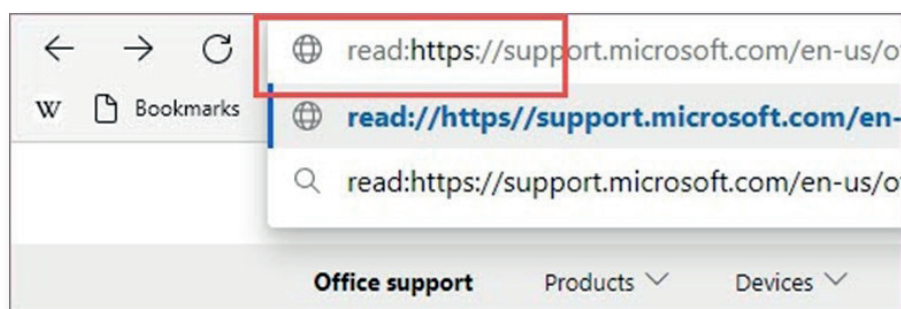 read:https://support.microsoft.com/en-us/o
W Bookmarks
read://https//support.microsoft.com/en-
read:https://support.microsoft.com/en-us/o
Office support Products Devices